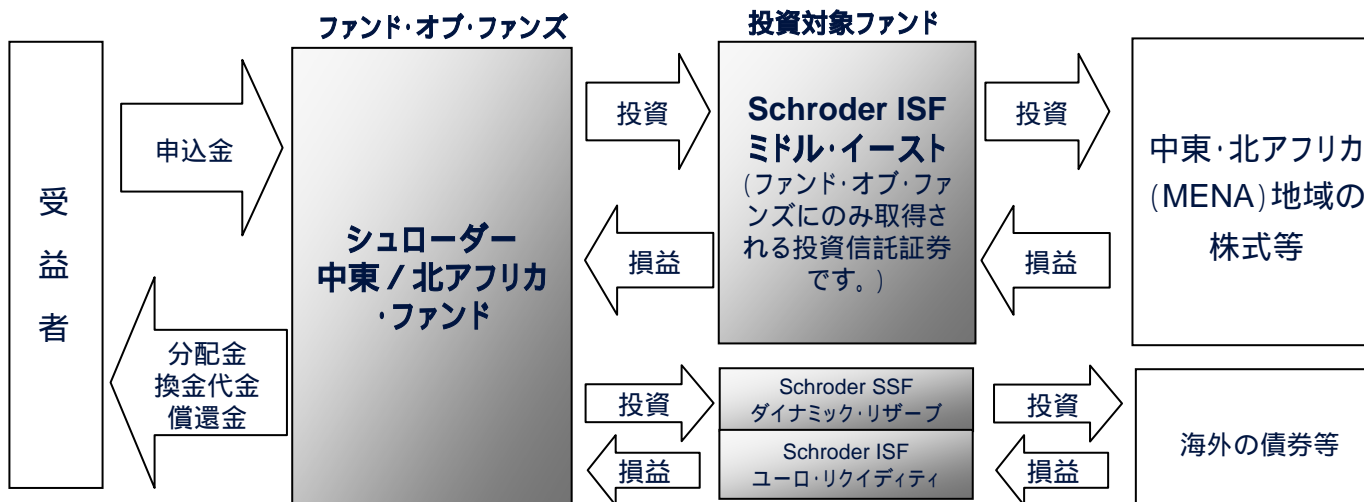 ファンド・オブ・ファンズ
投資対象ファンド
受
益
者
申込金
分配金
換金代金
償還金
シュローダー
中東/北アフリカ
・ファンド
投資
損益
Schroder ISF
ミドル・イースト
(ファンド・オブ・ファ
ンズにのみ取得さ
れる投資信託証券
です。)
投資
損益
中東・北アフリカ
(MENA)地域の
株式等
投資
損益
Schroder SSF
ダイナミック・リザーブ
Schroder ISF
ユーロ・リクイディティ
投資
損益
海外の債券等